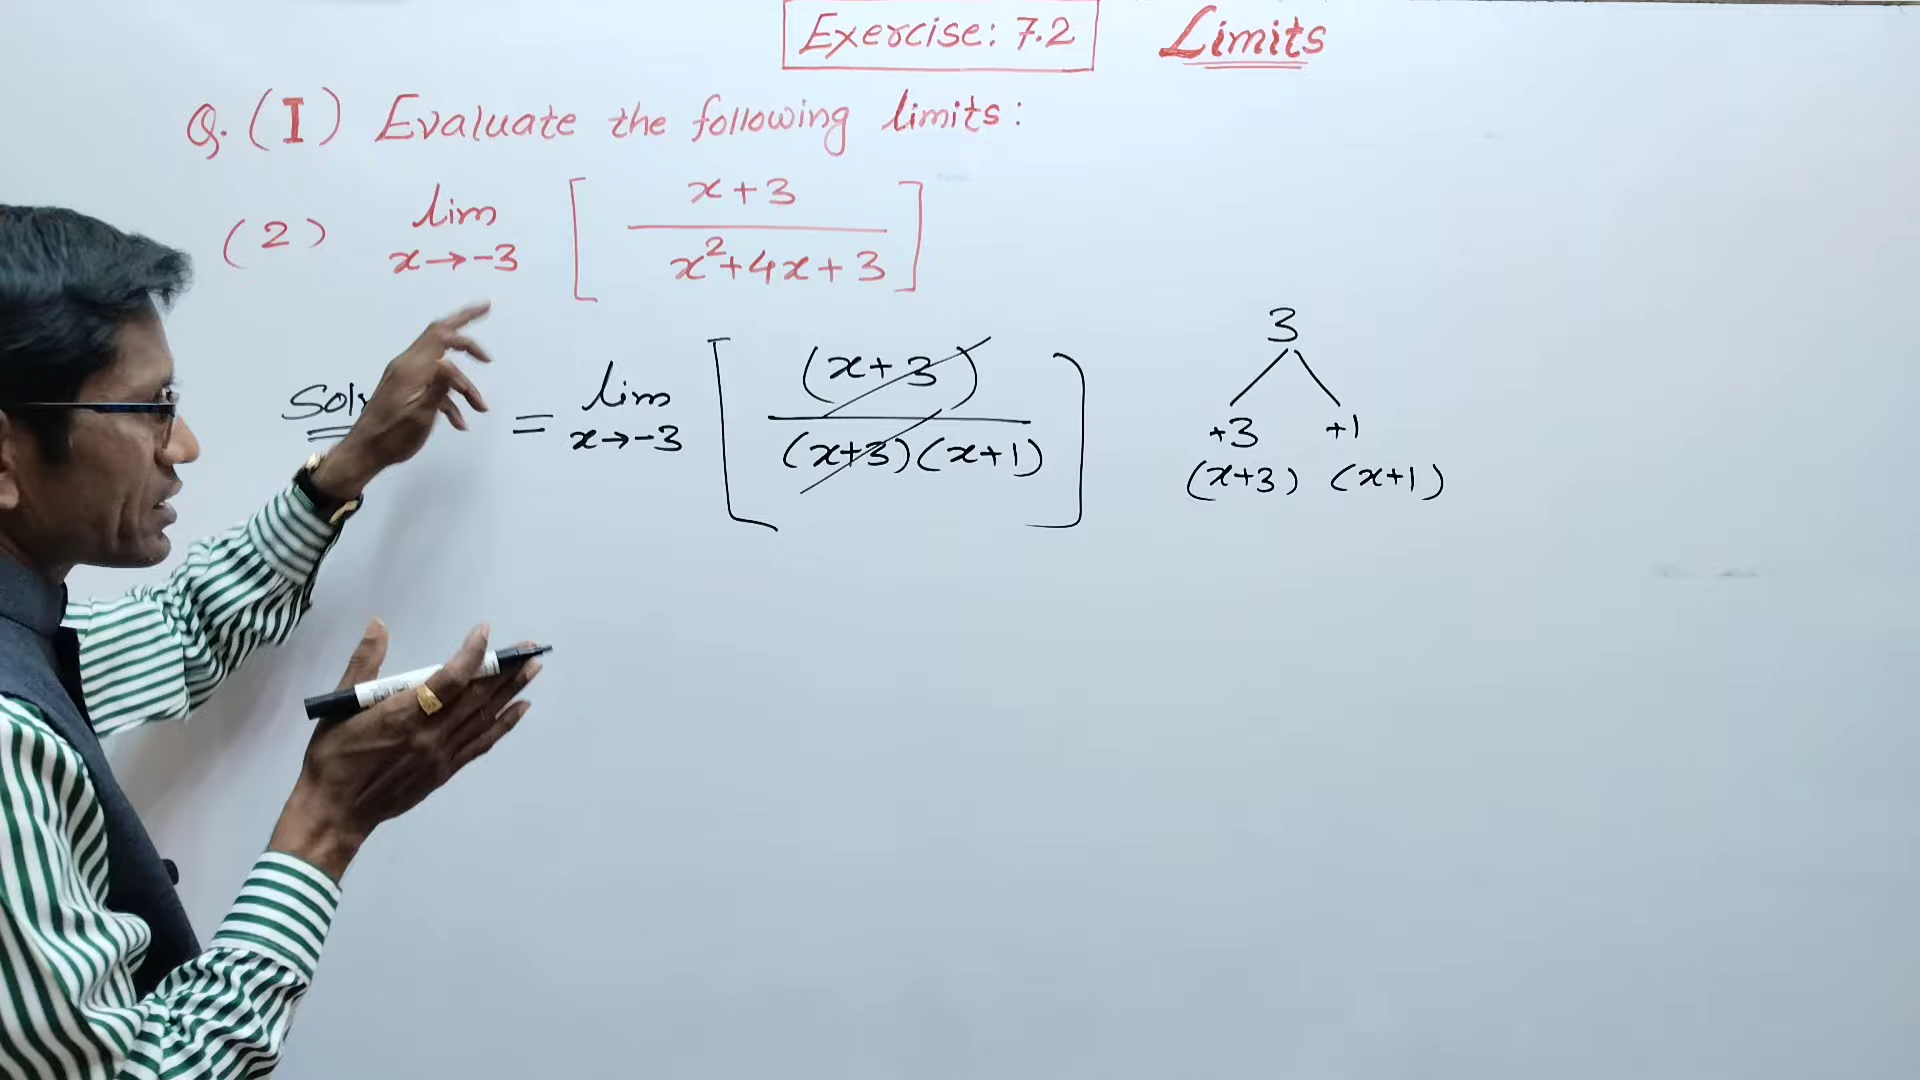 Exercise: 7.2 Limits
Q. (I) Evaluate the following limits:
(2) lim x→-3 [ x+3 / x²+4x+3 ]
Solⁿ = lim x→-3 [ (x+3) / (x+3)(x+1) ]
3
+3 +1
(x+3) (x+1)